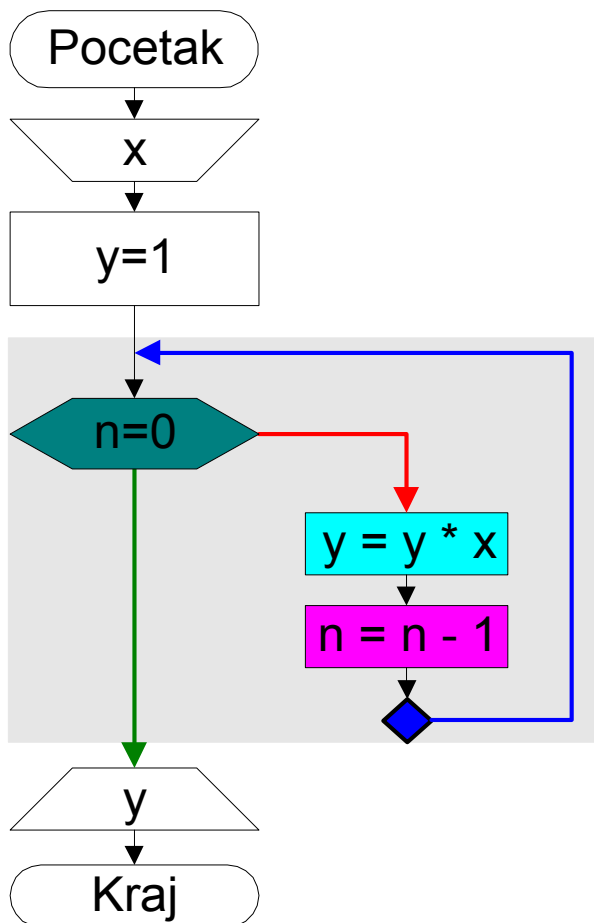 Pocetak
x
y=1
n=0
y = y * x
n = n - 1
y
Kraj